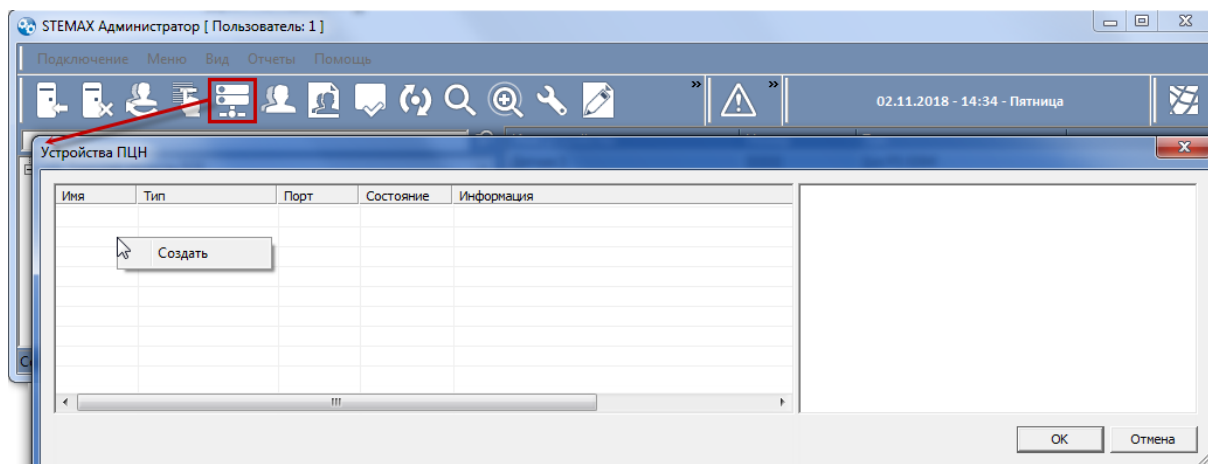 STEMAX Администратор [ Пользователь: 1 ]
Подключение Меню Вид Отчеты Помощь
02.11.2018 - 14:34 - Пятница
Устройства ПЦН
Имя Тип Порт Состояние Информация
Создать
OK Отмена